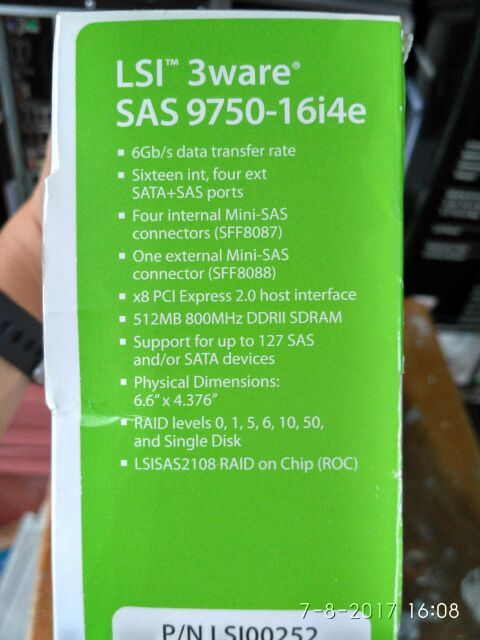 LSI™ 3ware®
SAS 9750-16i4e
▪ 6Gb/s data transfer rate
▪ Sixteen int, four ext
SATA+SAS ports
▪ Four internal Mini-SAS
connectors (SFF8087)
▪ One external Mini-SAS
connector (SFF8088)
▪ x8 PCI Express 2.0 host interface
▪ 512MB 800MHz DDRII SDRAM
▪ Support for up to 127 SAS
and/or SATA devices
▪ Physical Dimensions:
6.6” x 4.376”
▪ RAID levels 0, 1, 5, 6, 10, 50,
and Single Disk
▪ LSISAS2108 RAID on Chip (ROC)
7-8-2017 16:08
P/N LSI00252